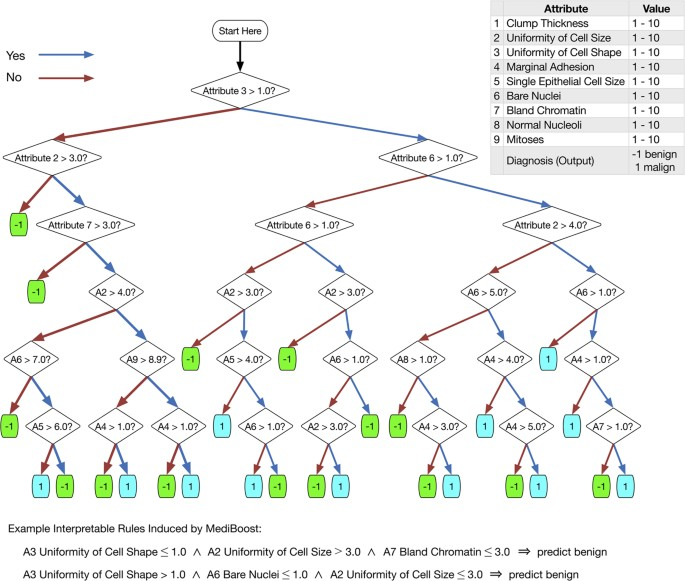 Start Here
Attribute Value
Yes
1 Clump Thickness 1 - 10
2 Uniformity of Cell Size 1 - 10
No
3 Uniformity of Cell Shape 1 - 10
4 Marginal Adhesion 1 - 10
5 Single Epithelial Cell Size 1 - 10
6 Bare Nuclei 1 - 10
7 Bland Chromatin 1 - 10
8 Normal Nucleoli 1 - 10
9 Mitoses 1 - 10
Diagnosis (Output) -1 benign
1 malign
Attribute 3 > 1.0?
Attribute 2 > 3.0? Attribute 6 > 1.0?
-1 Attribute 7 > 3.0? Attribute 6 > 1.0? Attribute 2 > 4.0?
-1 A2 > 4.0? A2 > 3.0? A2 > 3.0? A6 > 5.0? A6 > 1.0?
A6 > 7.0? A9 > 8.9? -1 A5 > 4.0? -1 A6 > 1.0? A8 > 1.0? A4 > 4.0? 1 A4 > 1.0?
-1 A5 > 6.0? A4 > 1.0? A4 > 1.0? 1 A6 > 1.0? A2 > 3.0? -1 -1 A4 > 3.0? 1 A4 > 5.0? 1 A7 > 1.0?
1 -1 -1 1 -1 1 1 -1 -1 1 -1 1 -1 1 -1 1
Example Interpretable Rules Induced by MediBoost:
A3 Uniformity of Cell Shape ≤ 1.0 ∧ A2 Uniformity of Cell Size > 3.0 ∧ A7 Bland Chromatin ≤ 3.0 ⇒ predict benign
A3 Uniformity of Cell Shape > 1.0 ∧ A6 Bare Nuclei ≤ 1.0 ∧ A2 Uniformity of Cell Size ≤ 3.0 ⇒ predict benign